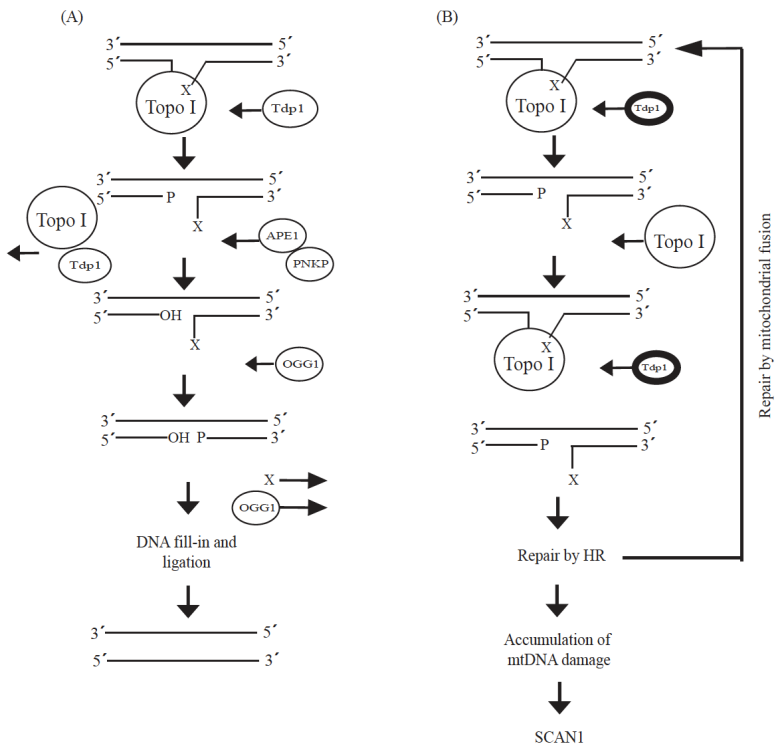 (A)
3´ 5´
5´ 3´
X
Topo I
Tdp1
3´ 5´
5´ P 3´
X
Topo I
Tdp1
APE1
PNKP
3´ 5´
5´ OH 3´
X
OGG1
3´ 5´
5´ OH P 3´
X
OGG1
DNA fill-in and
ligation
3´ 5´
5´ 3´
(B)
3´ 5´
5´ 3´
X
Topo I
Tdp1
3´ 5´
5´ P 3´
X
Topo I
3´ 5´
5´ 3´
X
Topo I
Tdp1
3´ 5´
5´ P 3´
X
Repair by HR
Accumulation of
mtDNA damage
SCAN1
Repair by mitochondrial fusion